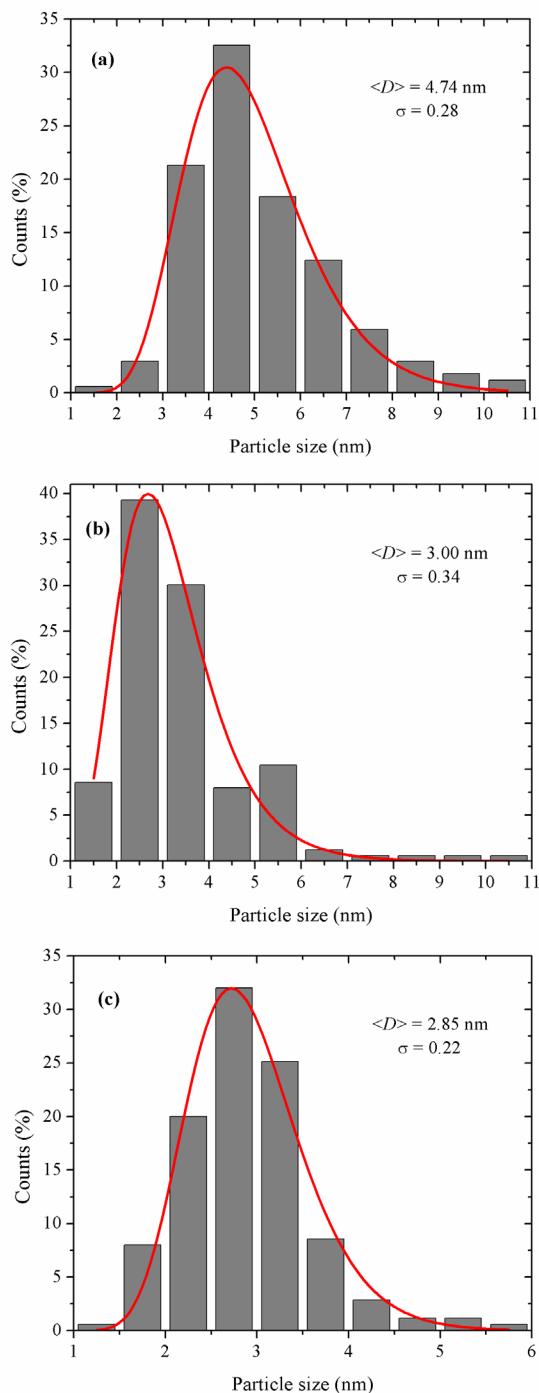 35
30
25
20
15
10
5
0
Counts (%)
(a)
<D> = 4.74 nm
σ = 0.28
1 2 3 4 5 6 7 8 9 10 11
Particle size (nm)
40
35
30
25
20
15
10
5
0
Counts (%)
(b)
<D> = 3.00 nm
σ = 0.34
1 2 3 4 5 6 7 8 9 10 11
Particle size (nm)
35
30
25
20
15
10
5
0
Counts (%)
(c)
<D> = 2.85 nm
σ = 0.22
1 2 3 4 5 6
Particle size (nm)